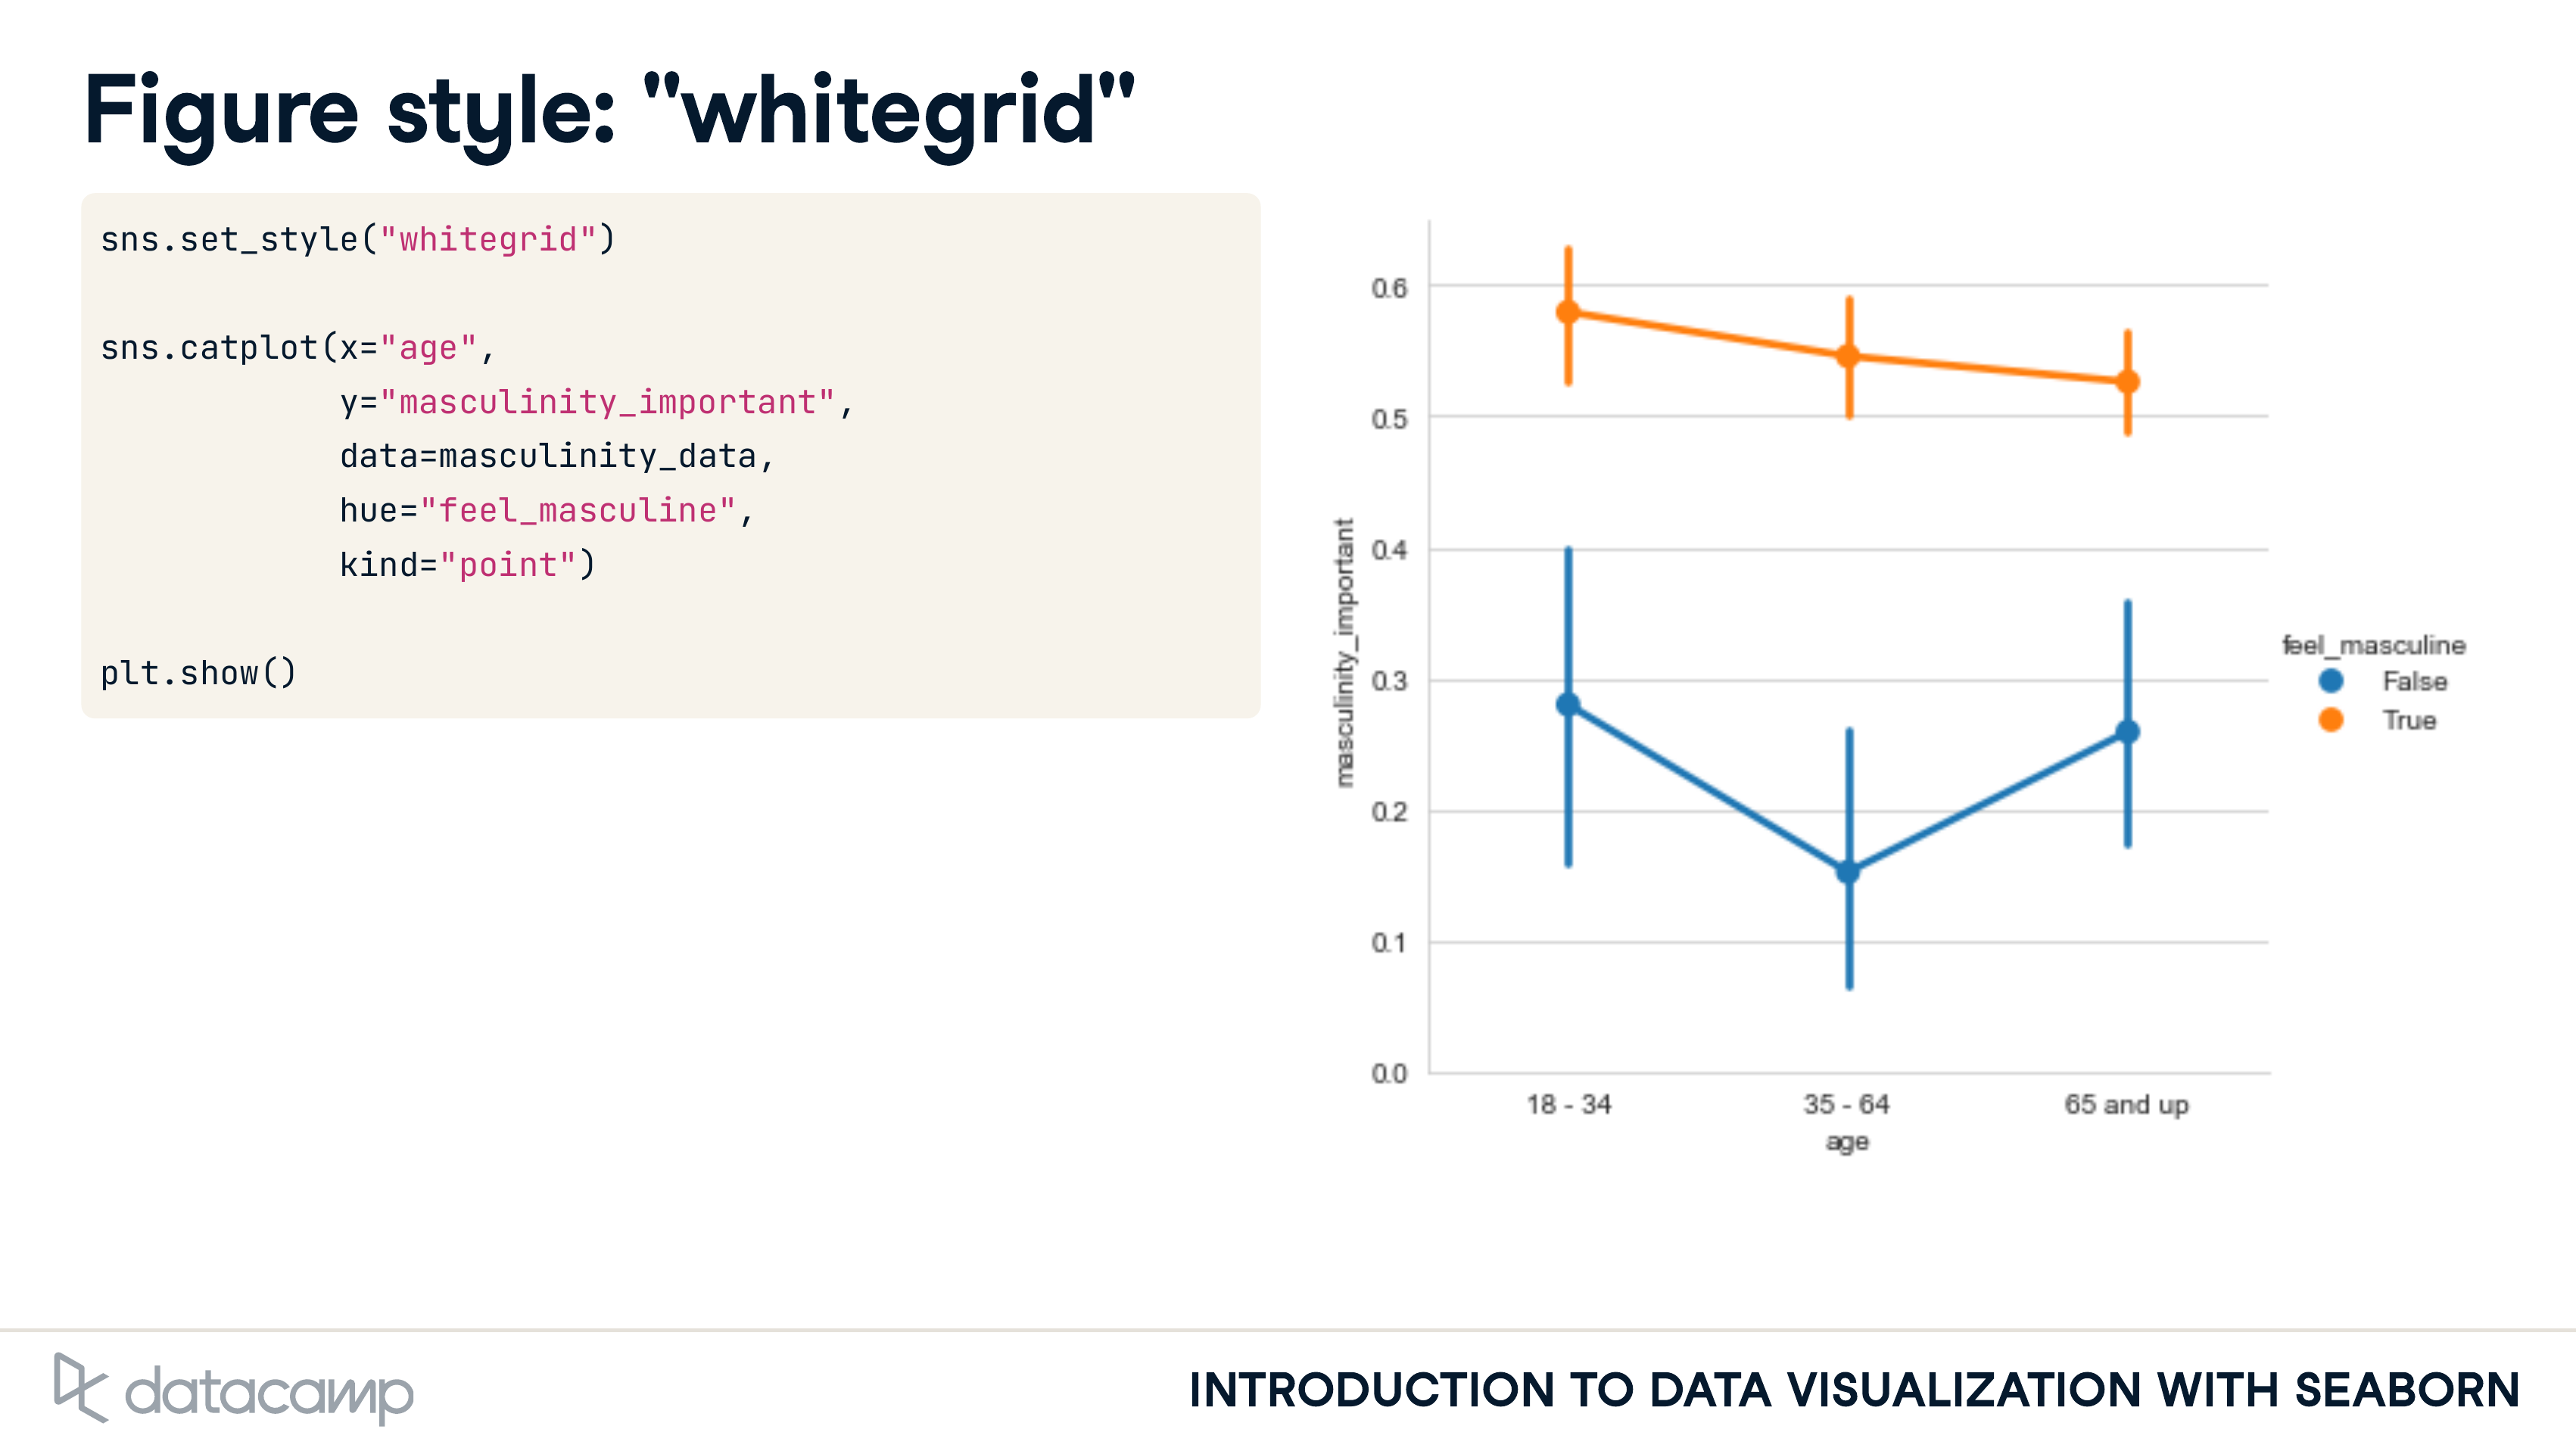 Figure style: "whitegrid"
sns.set_style("whitegrid")
sns.catplot(x="age",
            y="masculinity_important",
            data=masculinity_data,
            hue="feel_masculine",
            kind="point")
plt.show()
0.6
0.5
0.4
0.3
0.2
0.1
0.0
masculinity_important
18 - 34
35 - 64
65 and up
age
feel_masculine
False
True
datacamp
INTRODUCTION TO DATA VISUALIZATION WITH SEABORN